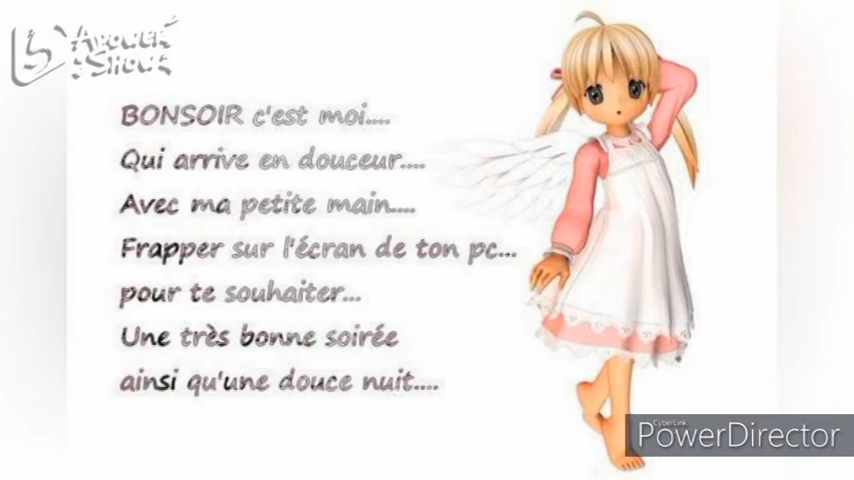 BONSOIR c'est moi....
Qui arrive en douceur....
Avec ma petite main....
Frapper sur l'écran de ton pc...
pour te souhaiter...
Une très bonne soirée
ainsi qu'une douce nuit....
CyberLink
PowerDirector